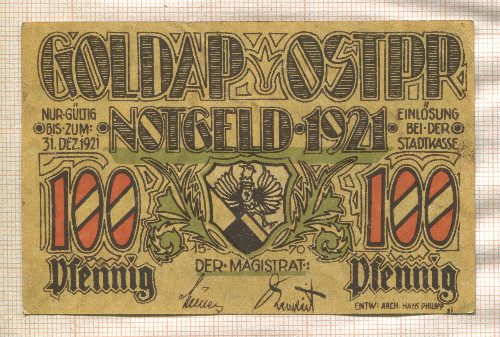 GOLDAP OSTPR
NUR·GÜLTIG
BIS·ZUM:
31. DEZ. 1921
NOTGELD·1921
EINLÖSUNG
BEI·DER
STADTKASSE
100
Pfennig
15 70
DER·MAGISTRAT:
100
Pfennig
ENTW: ARCH. HANS PHILIPP